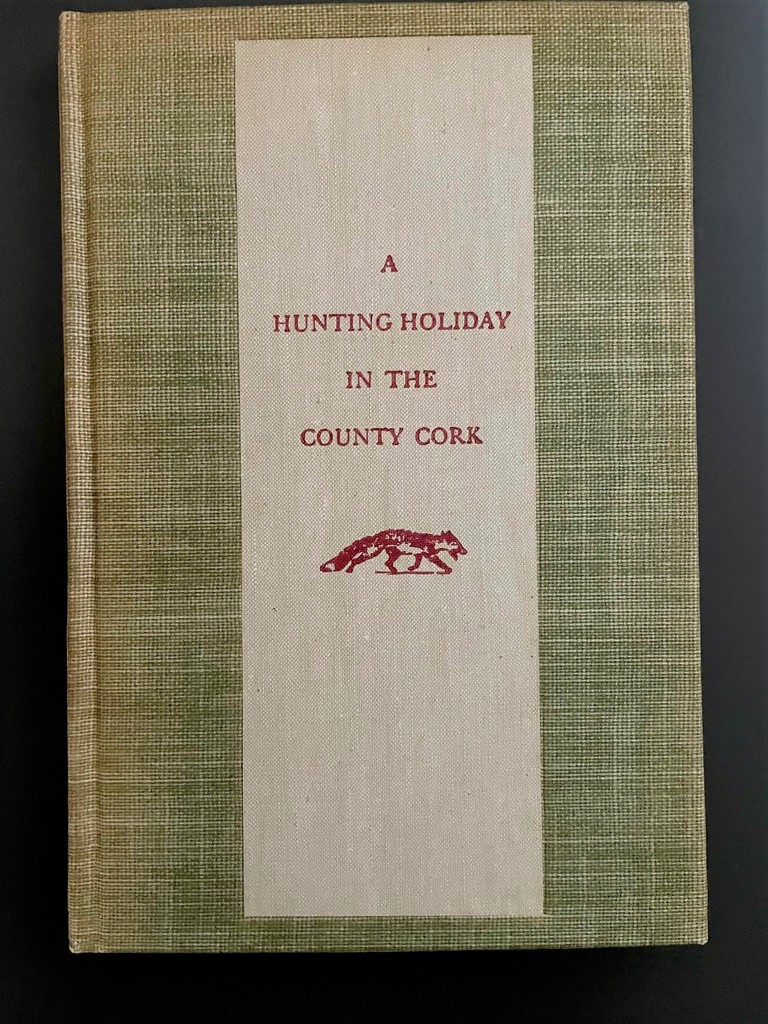 A
HUNTING HOLIDAY
IN THE
COUNTY CORK